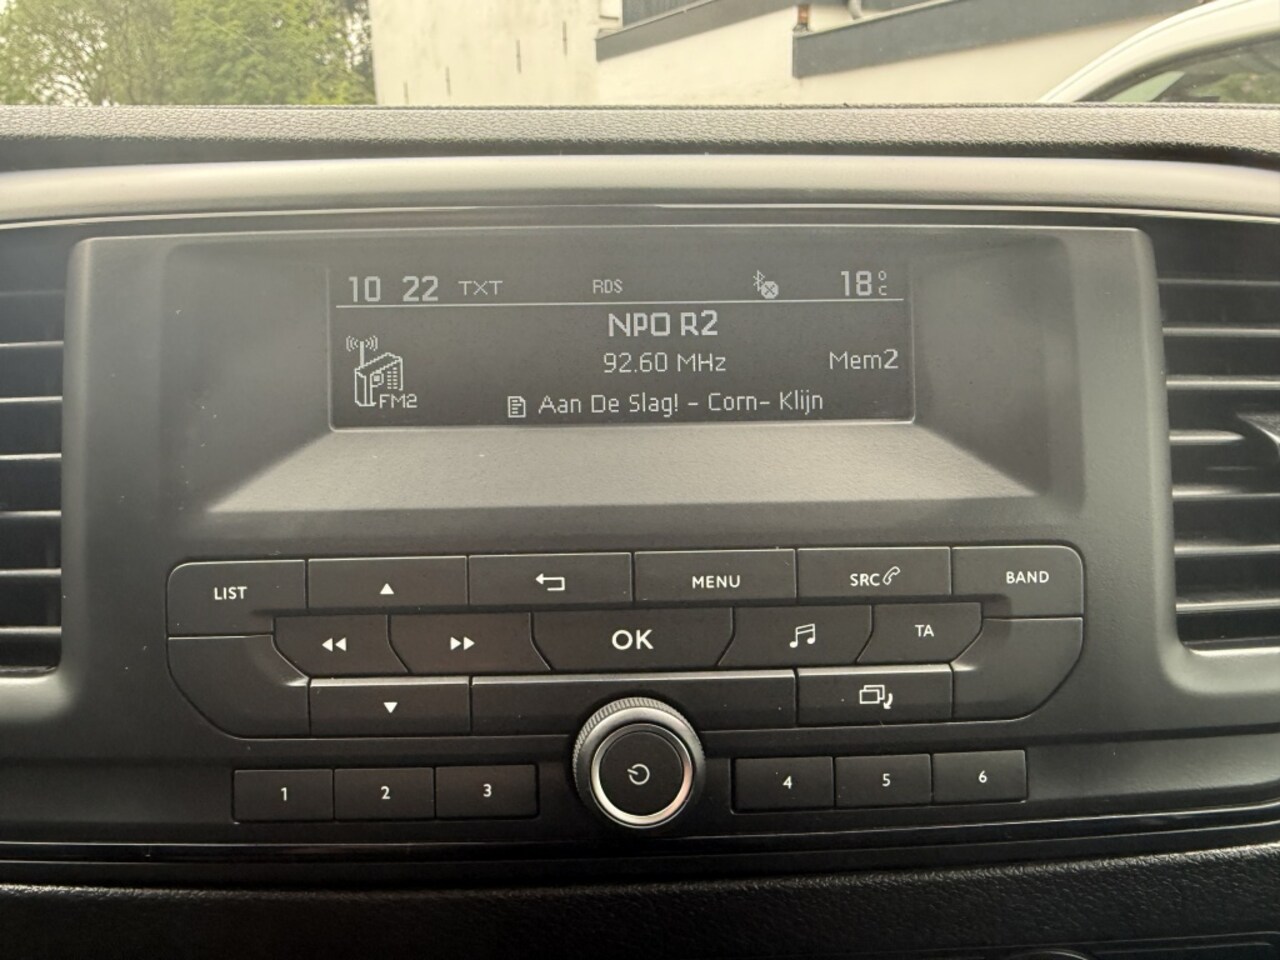 10 22 TXT RDS 18°C
NPO R2
92.60 MHz Mem2
FM2 Aan De Slag! - Corn- Klijn
LIST MENU SRC BAND
OK TA
1 2 3 4 5 6